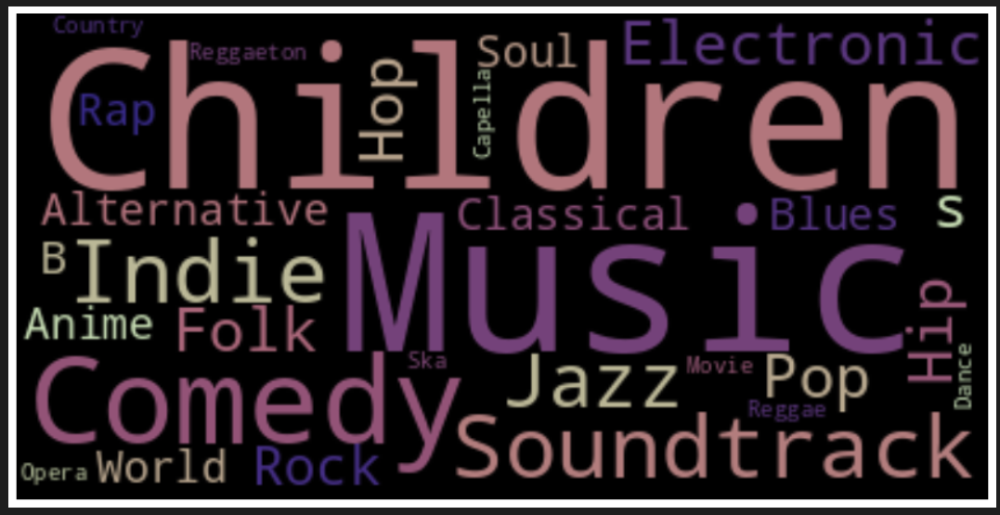 Country
Reggaeton
Soul
Electronic
Children
Rap
Hop
Capella
Alternative
Classical
Blues
s
B
Indie
Music
Anime
Folk
Hip
Comedy
Ska
Jazz
Movie
Pop
Dance
Reggae
Soundtrack
Opera
World
Rock